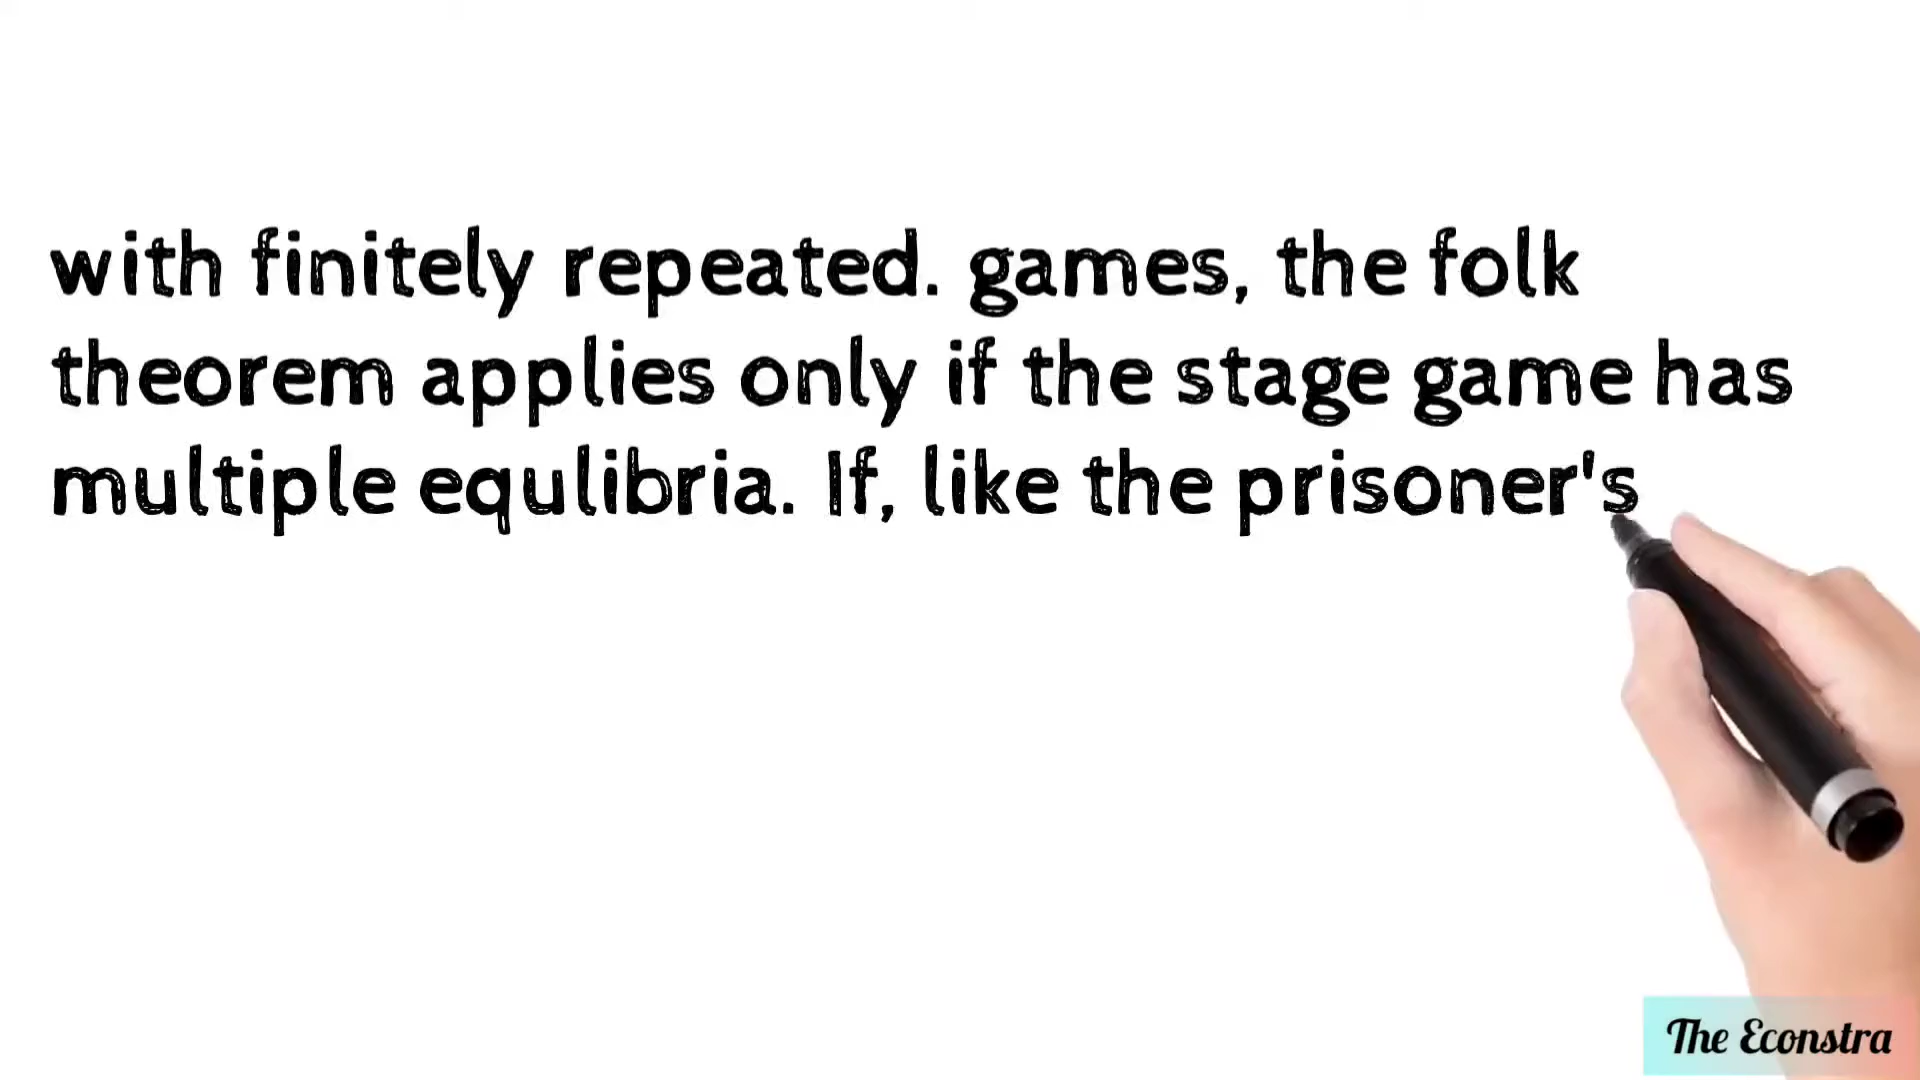 with finitely repeated. games, the folk
theorem applies only if the stage game has
multiple equlibria. If, like the prisoner's
The Econstra